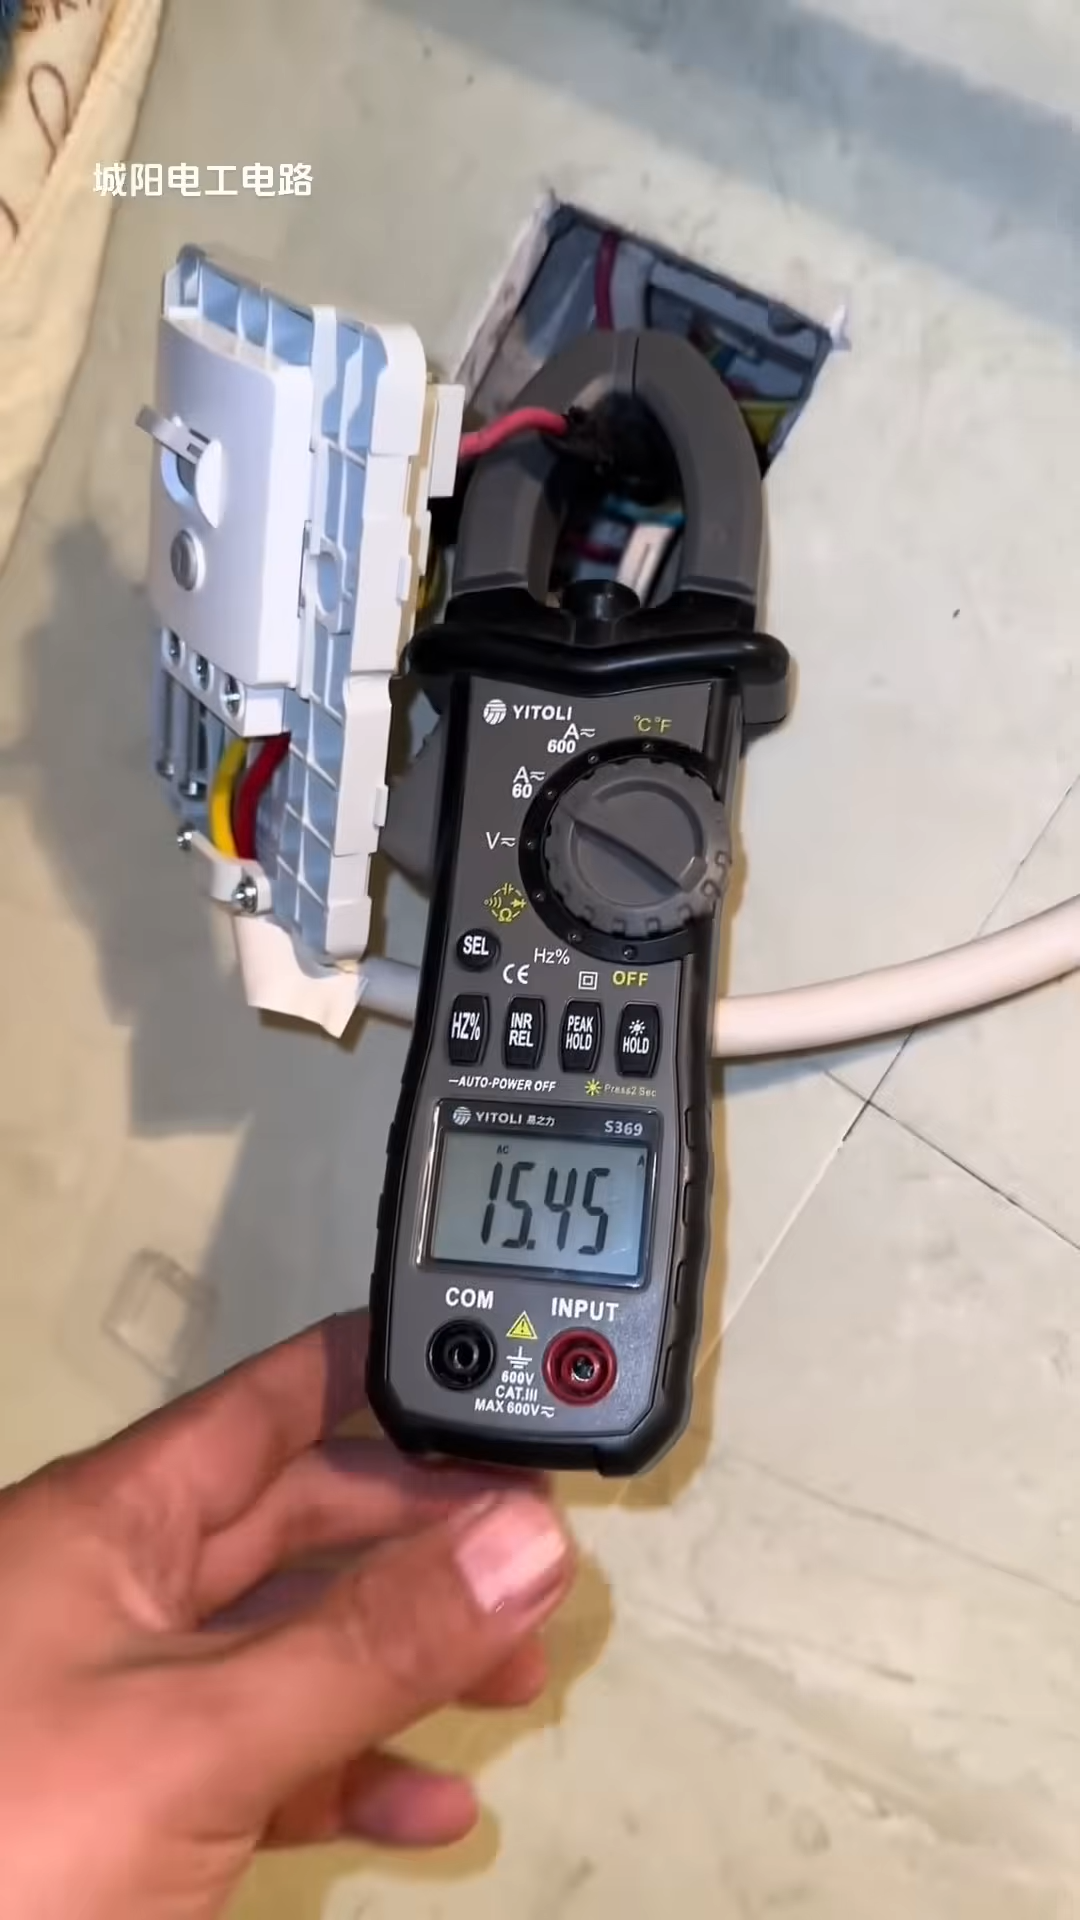 城阳电工电路
YITOLI
A≂
600
°C°F
A≂
60
V≂
Ω
SEL
CE
Hz%
OFF
HZ%
INR
REL
PEAK
HOLD
HOLD
—AUTO-POWER OFF
Press2 Sec
YITOLI 易之力
S369
AC
A
15.45
COM
INPUT
600V
CAT.III
MAX 600V≂